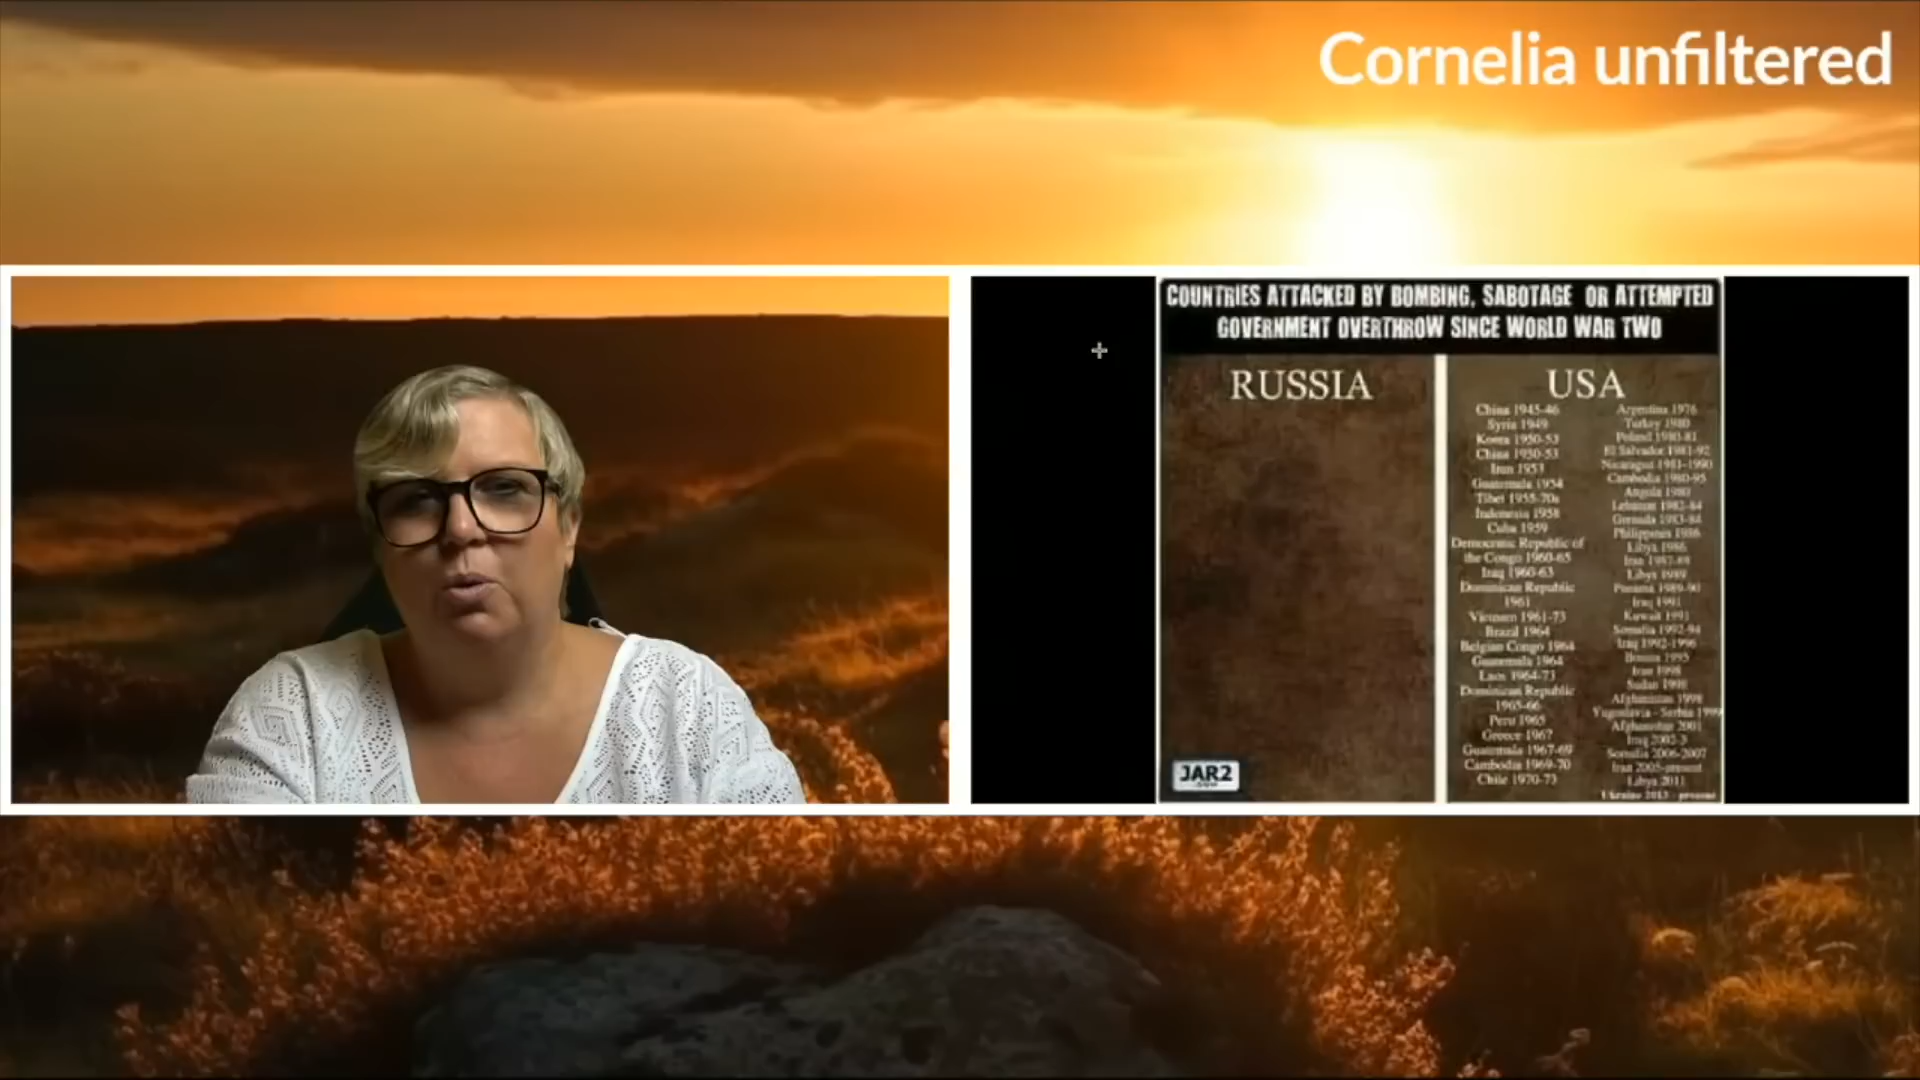 Cornelia unfiltered
COUNTRIES ATTACKED BY BOMBING, SABOTAGE OR ATTEMPTED
GOVERNMENT OVERTHROW SINCE WORLD WAR TWO
RUSSIA
JAR2
USA
China 1945-46
Syria 1949
Korea 1950-53
China 1950-53
Iran 1953
Guatemala 1954
Tibet 1955-70s
Indonesia 1958
Cuba 1959
Democratic Republic of
the Congo 1960-65
Iraq 1960-63
Dominican Republic
1961
Vietnam 1961-73
Brazil 1964
Belgian Congo 1964
Guatemala 1964
Laos 1964-73
Dominican Republic
1965-66
Peru 1965
Greece 1967
Guatemala 1967-69
Cambodia 1969-70
Chile 1970-73
Argentina 1976
Turkey 1980
Poland 1980-81
El Salvador 1981-92
Nicaragua 1981-1990
Cambodia 1980-95
Angola 1980
Lebanon 1982-84
Grenada 1983-84
Philippines 1986
Libya 1986
Iran 1987-88
Libya 1989
Panama 1989-90
Iraq 1991
Kuwait 1991
Somalia 1992-94
Iraq 1992-1996
Bosnia 1995
Iran 1998
Sudan 1998
Afghanistan 1998
Yugoslavia - Serbia 1999
Afghanistan 2001
Iraq 2002-3
Somalia 2006-2007
Iran 2005-present
Libya 2011
Ukraine 2013 - present